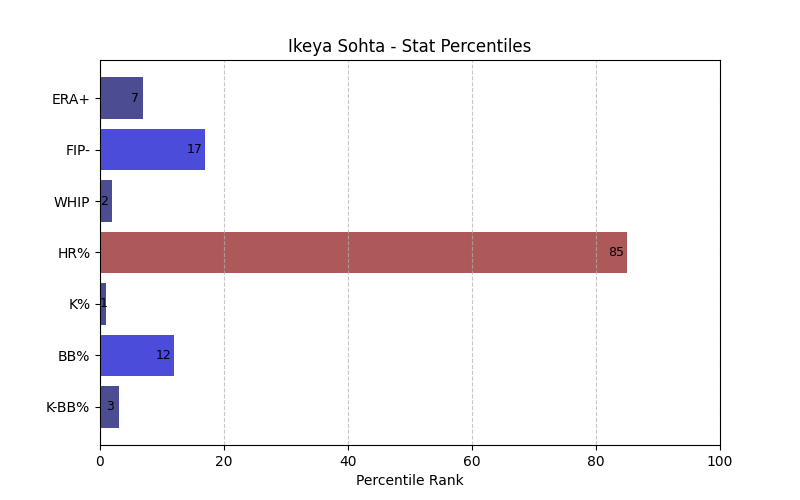 Ikeya Sohta - Stat Percentiles
ERA+ 7
FIP- 17
WHIP 2
HR% 85
K% 1
BB% 12
K-BB% 3
0 20 40 60 80 100
Percentile Rank